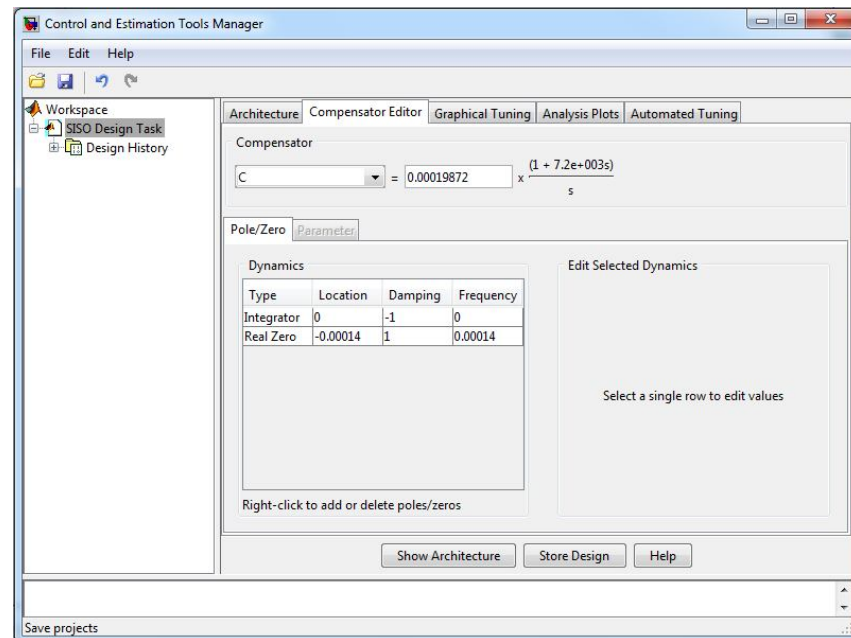 Control and Estimation Tools Manager
File Edit Help
Workspace
SISO Design Task
Design History
Architecture Compensator Editor Graphical Tuning Analysis Plots Automated Tuning
Compensator
C = 0.00019872 x (1 + 7.2e+003s)
s
Pole/Zero Parameter
Dynamics
Type Location Damping Frequency
Integrator 0 -1 0
Real Zero -0.00014 1 0.00014
Right-click to add or delete poles/zeros
Edit Selected Dynamics
Select a single row to edit values
Show Architecture Store Design Help
Save projects